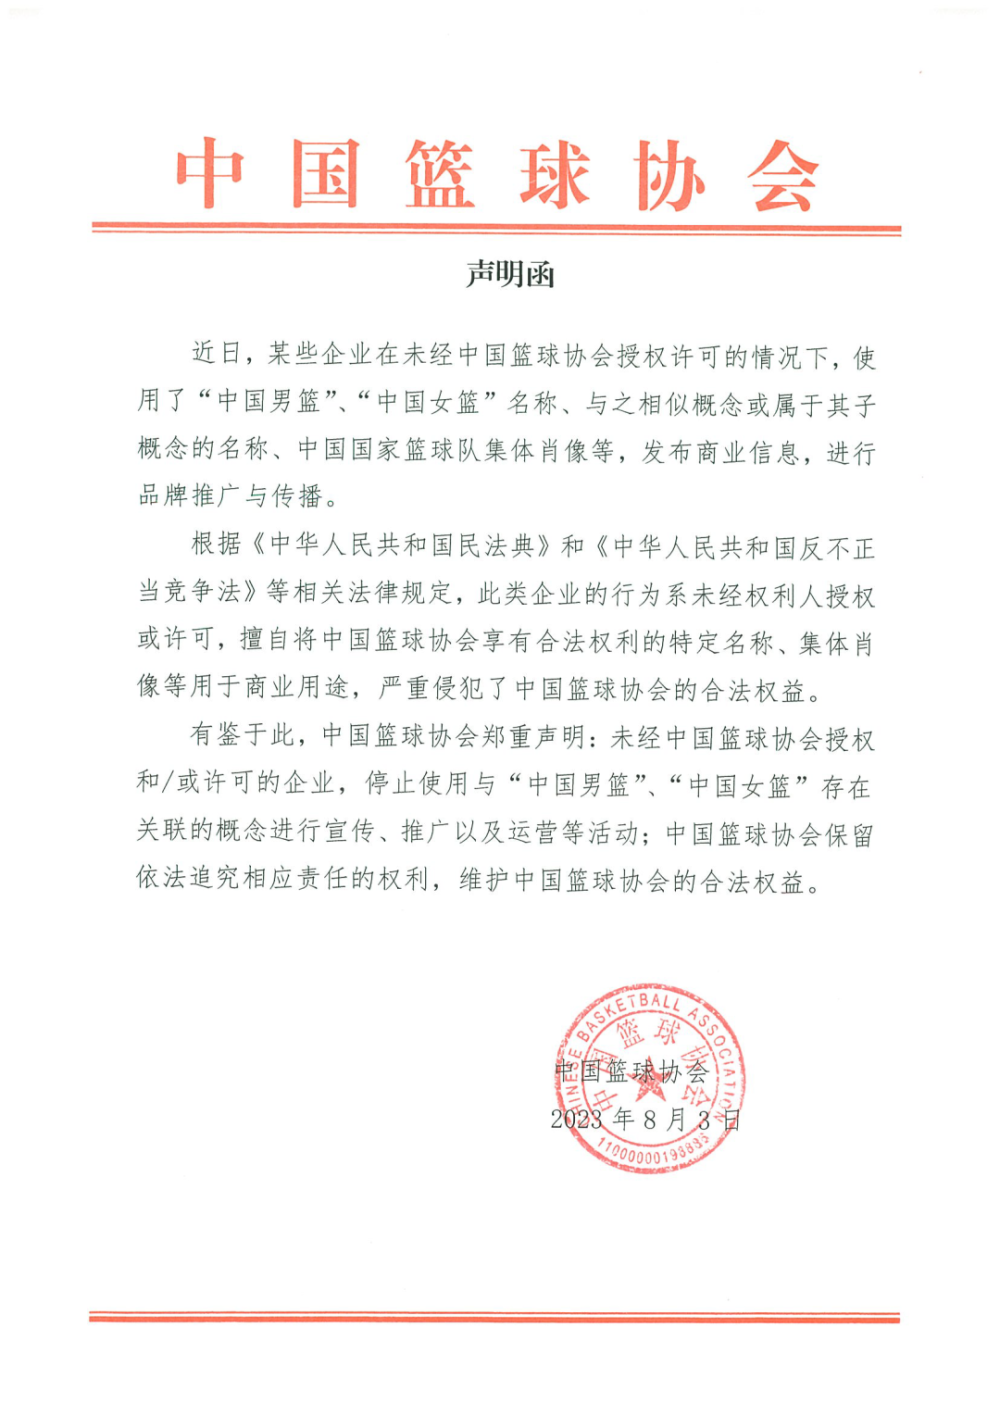 中国篮球协会
声明函
近日，某些企业在未经中国篮球协会授权许可的情况下，使
用了“中国男篮”、“中国女篮”名称、与之相似概念或属于其子
概念的名称、中国国家篮球队集体肖像等，发布商业信息，进行
品牌推广与传播。
根据《中华人民共和国民法典》和《中华人民共和国反不正
当竞争法》等相关法律规定，此类企业的行为系未经权利人授权
或许可，擅自将中国篮球协会享有合法权利的特定名称、集体肖
像等用于商业用途，严重侵犯了中国篮球协会的合法权益。
有鉴于此，中国篮球协会郑重声明：未经中国篮球协会授权
和/或许可的企业，停止使用与“中国男篮”、“中国女篮”存在
关联的概念进行宣传、推广以及运营等活动；中国篮球协会保留
依法追究相应责任的权利，维护中国篮球协会的合法权益。
CHINESE BASKETBALL ASSOCIATION
中国篮球协会
中国篮球协会
2023 年 8 月 3 日